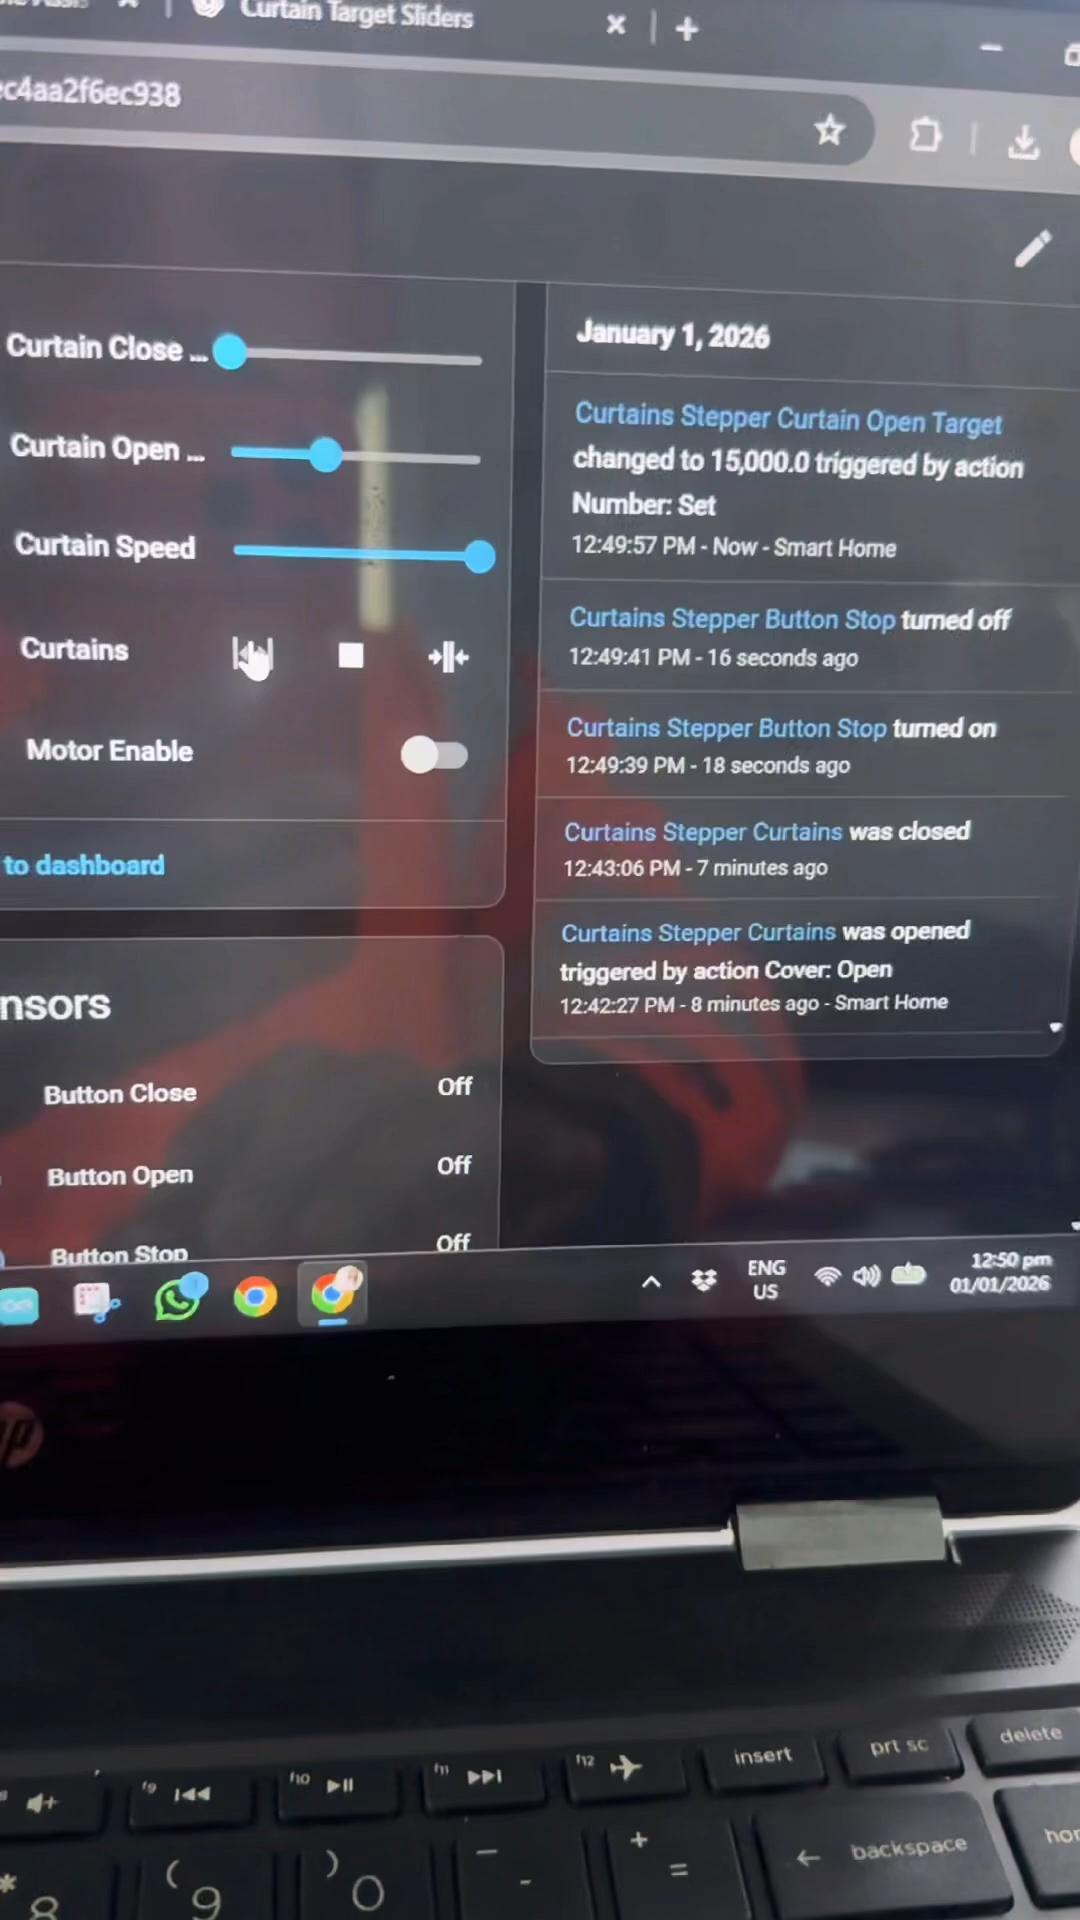 Curtain Target Sliders
c4aa2f6ec938
Curtain Close ...
Curtain Open ...
Curtain Speed
Curtains
Motor Enable
to dashboard
nsors
Button Close Off
Button Open Off
Button Stop Off
January 1, 2026
Curtains Stepper Curtain Open Target
changed to 15,000.0 triggered by action
Number: Set
12:49:57 PM - Now - Smart Home
Curtains Stepper Button Stop turned off
12:49:41 PM - 16 seconds ago
Curtains Stepper Button Stop turned on
12:49:39 PM - 18 seconds ago
Curtains Stepper Curtains was closed
12:43:06 PM - 7 minutes ago
Curtains Stepper Curtains was opened
triggered by action Cover: Open
12:42:27 PM - 8 minutes ago - Smart Home
ENG
US
12:50 pm
01/01/2026
hp
f9
f10
f11
f12
insert
prt sc
delete
* 8
( 9
) 0
— -
+ =
← backspace